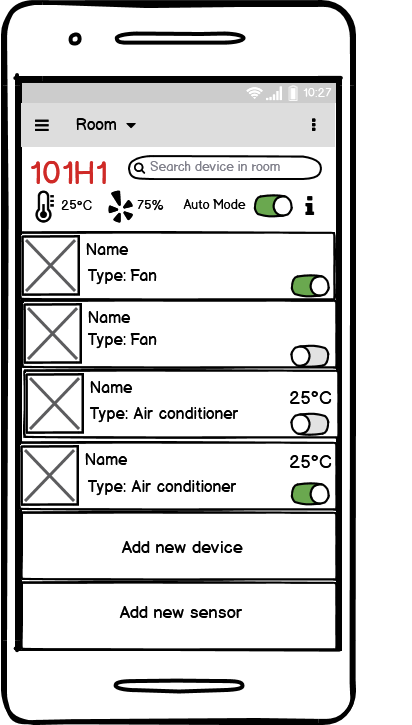 10:27
Room
101H1
Search device in room
25°C
75%
Auto Mode
Name
Type: Fan
Name
Type: Fan
Name
25°C
Type: Air conditioner
Name
25°C
Type: Air conditioner
Add new device
Add new sensor